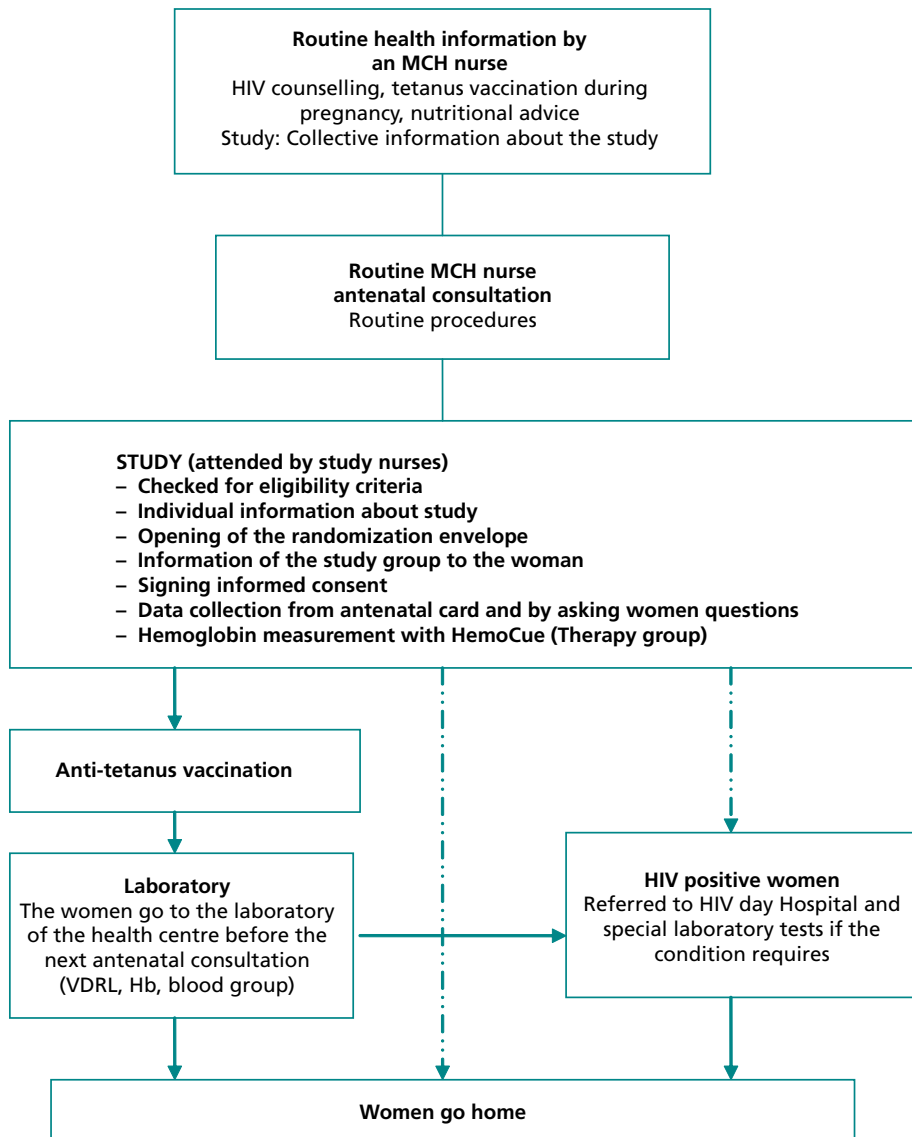 Routine health information by
an MCH nurse
HIV counselling, tetanus vaccination during
pregnancy, nutritional advice
Study: Collective information about the study
Routine MCH nurse
antenatal consultation
Routine procedures
STUDY (attended by study nurses)
– Checked for eligibility criteria
– Individual information about study
– Opening of the randomization envelope
– Information of the study group to the woman
– Signing informed consent
– Data collection from antenatal card and by asking women questions
– Hemoglobin measurement with HemoCue (Therapy group)
Anti-tetanus vaccination
Laboratory
The women go to the laboratory
of the health centre before the
next antenatal consultation
(VDRL, Hb, blood group)
HIV positive women
Referred to HIV day Hospital and
special laboratory tests if the
condition requires
Women go home